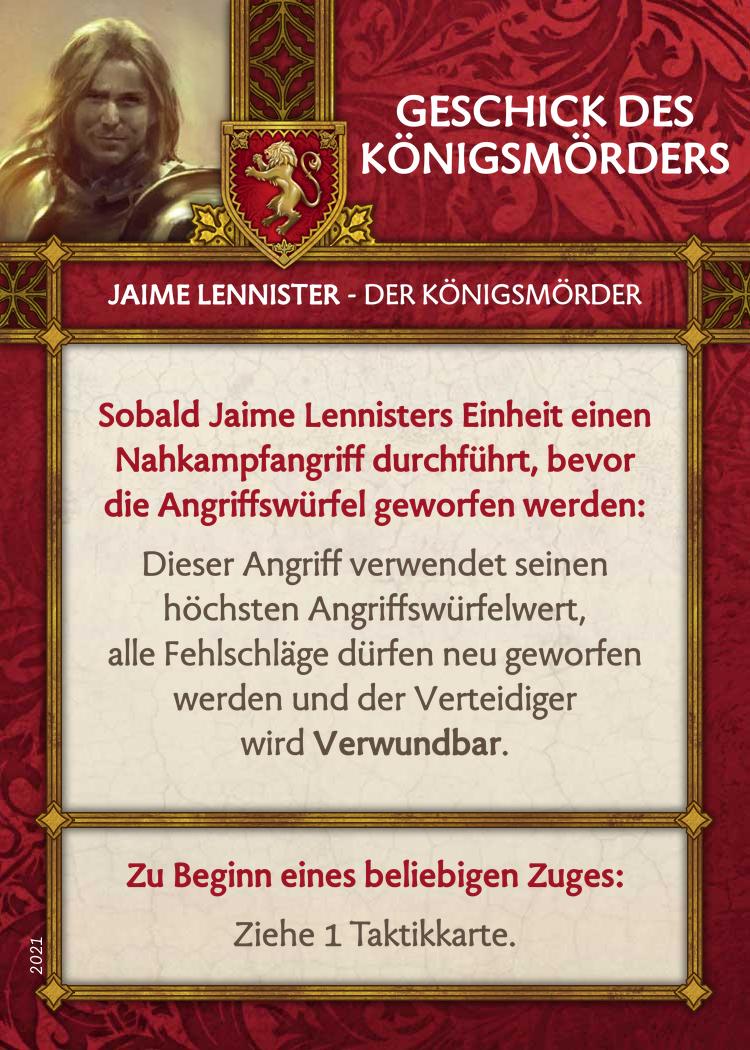 GESCHICK DES
KÖNIGSMÖRDERS
JAIME LENNISTER - DER KÖNIGSMÖRDER
Sobald Jaime Lennisters Einheit einen
Nahkampfangriff durchführt, bevor
die Angriffswürfel geworfen werden:
Dieser Angriff verwendet seinen
höchsten Angriffswürfelwert,
alle Fehlschläge dürfen neu geworfen
werden und der Verteidiger
wird Verwundbar.
Zu Beginn eines beliebigen Zuges:
Ziehe 1 Taktikkarte.
2021